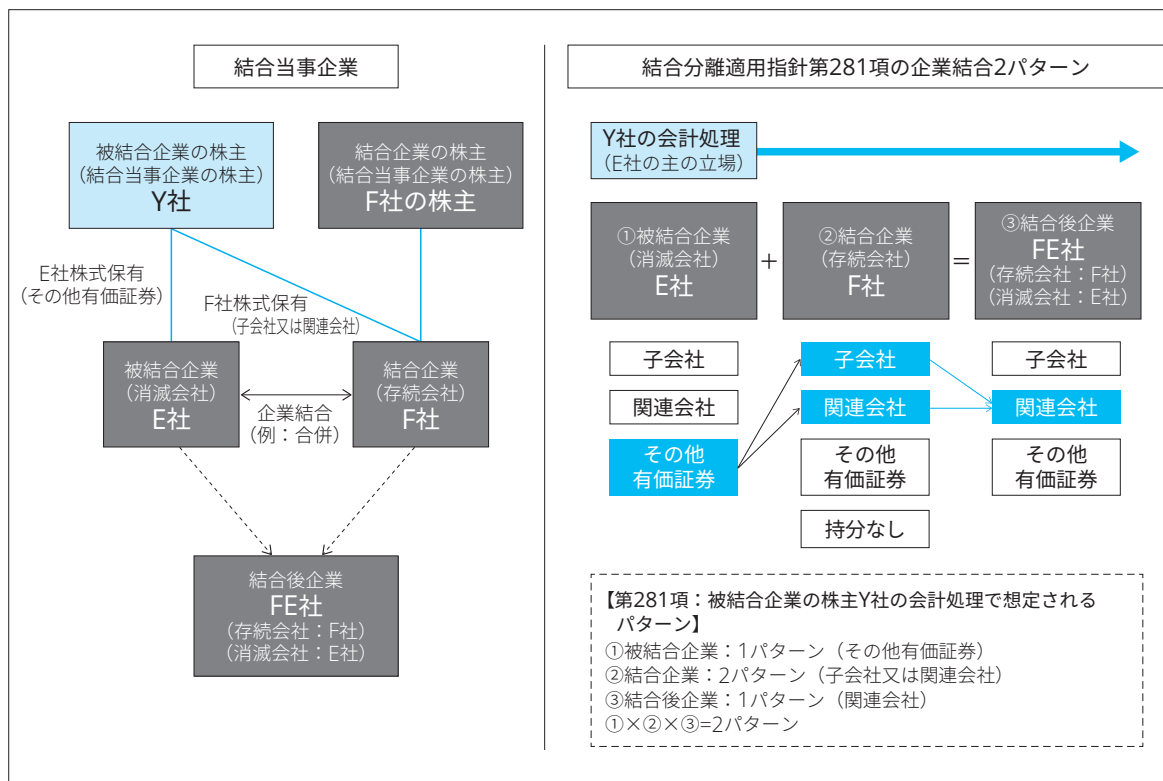 結合当事企業
被結合企業の株主
(結合当事企業の株主)
Y社
結合企業の株主
(結合当事企業の株主)
F社の株主
E社株式保有
(その他有価証券)
F社株式保有
(子会社又は関連会社)
被結合企業
(消滅会社)
E社
企業結合
(例:合併)
結合企業
(存続会社)
F社
結合後企業
FE社
(存続会社:F社)
(消滅会社:E社)
結合分離適用指針第281項の企業結合2パターン
Y社の会計処理
(E社の主の立場)
①被結合企業
(消滅会社)
E社
+
②結合企業
(存続会社)
F社
=
③結合後企業
FE社
(存続会社:F社)
(消滅会社:E社)
子会社
関連会社
その他
有価証券
子会社
関連会社
その他
有価証券
持分なし
子会社
関連会社
その他
有価証券
【第281項:被結合企業の株主Y社の会計処理で想定される
パターン】
①被結合企業:1パターン(その他有価証券)
②結合企業:2パターン(子会社又は関連会社)
③結合後企業:1パターン(関連会社)
①×②×③=2パターン